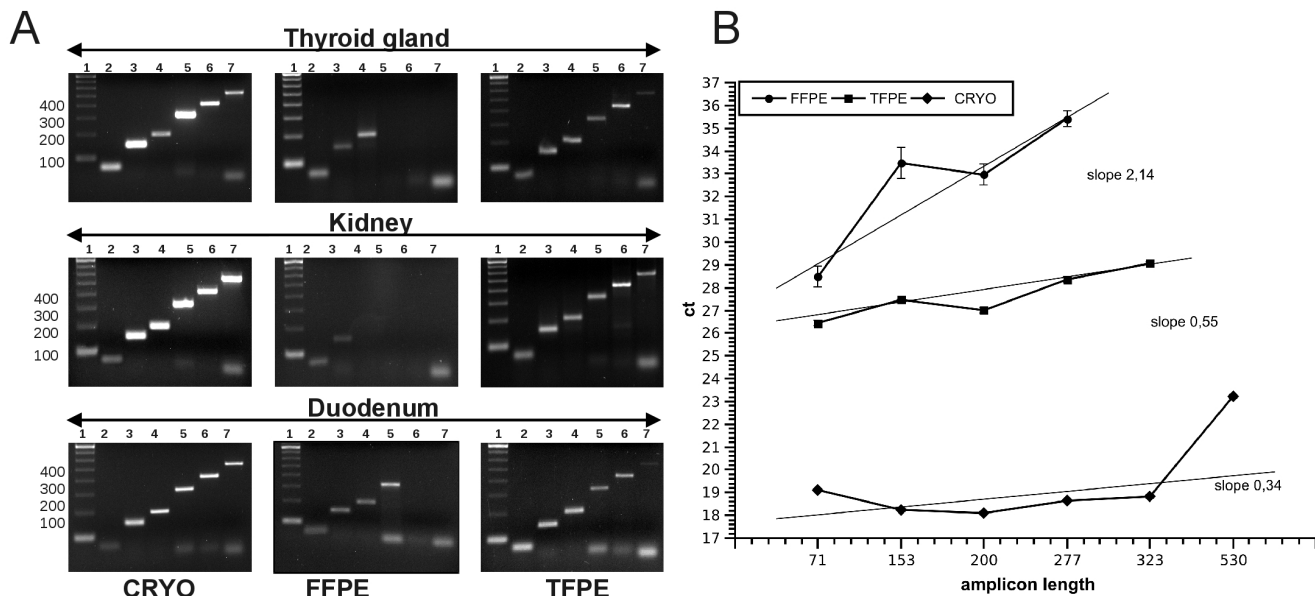 A
Thyroid gland
1 2 3 4 5 6 7
1 2 3 4 5 6 7
1 2 3 4 5 6 7
400
300
200
100
Kidney
1 2 3 4 5 6 7
1 2 3 4 5 6 7
1 2 3 4 5 6 7
400
300
200
100
Duodenum
1 2 3 4 5 6 7
1 2 3 4 5 6 7
1 2 3 4 5 6 7
400
300
200
100
CRYO FFPE TFPE
B
FFPE TFPE CRYO
37
36
35
34
33
32
31
30
29
28
27
26
25
24
23
22
21
20
19
18
17
ct
slope 2,14
slope 0,55
slope 0,34
71 153 200 277 323 530
amplicon length